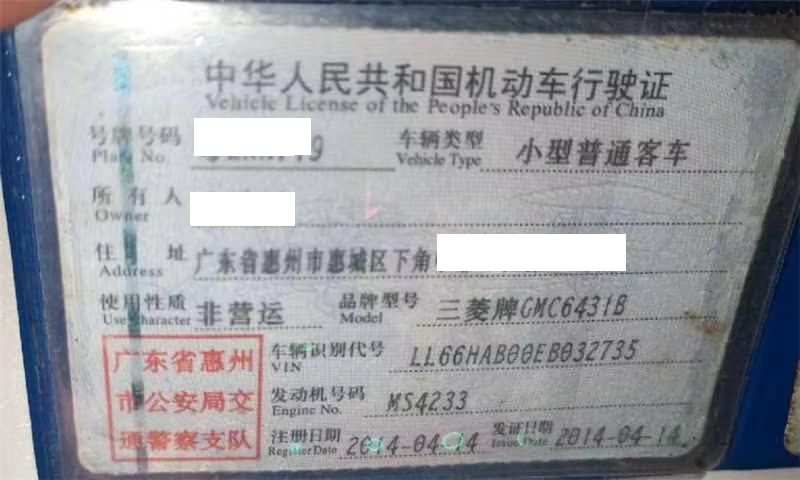 中华人民共和国机动车行驶证
Vehicle License of the People's Republic of China
号牌号码 车辆类型 小型普通客车
Plate No. Vehicle Type
所有人
Owner
住址 广东省惠州市惠城区下角
Address
使用性质 非营运 品牌型号 三菱牌GMC6431B
Use Character Model
广东省惠州市公安局交通警察支队
车辆识别代号 LL66HAB00EB032735
VIN
发动机号码 MS4233
Engine No.
注册日期 2014-04-14 发证日期 2014-04-14
Register Date Issue Date